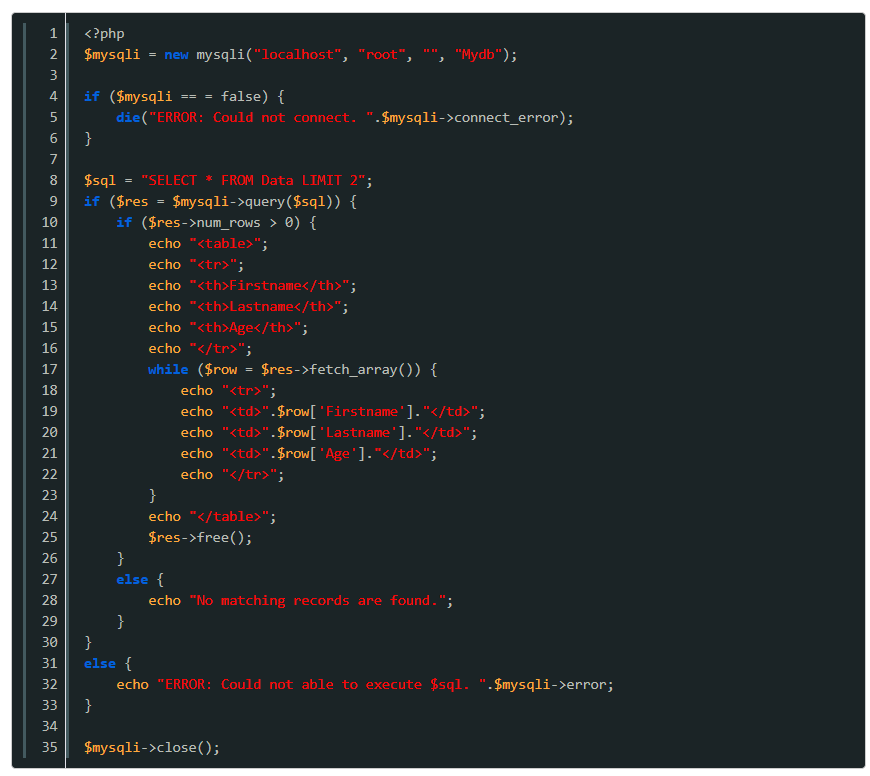 1 <?php
2 $mysqli = new mysqli("localhost", "root", "", "Mydb");
3
4 if ($mysqli == = false) {
5     die("ERROR: Could not connect. ".$mysqli->connect_error);
6 }
7
8 $sql = "SELECT * FROM Data LIMIT 2";
9 if ($res = $mysqli->query($sql)) {
10     if ($res->num_rows > 0) {
11         echo "<table>";
12         echo "<tr>";
13         echo "<th>Firstname</th>";
14         echo "<th>Lastname</th>";
15         echo "<th>Age</th>";
16         echo "</tr>";
17         while ($row = $res->fetch_array()) {
18             echo "<tr>";
19             echo "<td>".$row['Firstname']."</td>";
20             echo "<td>".$row['Lastname']."</td>";
21             echo "<td>".$row['Age']."</td>";
22             echo "</tr>";
23         }
24         echo "</table>";
25         $res->free();
26     }
27     else {
28         echo "No matching records are found.";
29     }
30 }
31 else {
32     echo "ERROR: Could not able to execute $sql. ".$mysqli->error;
33 }
34
35 $mysqli->close();